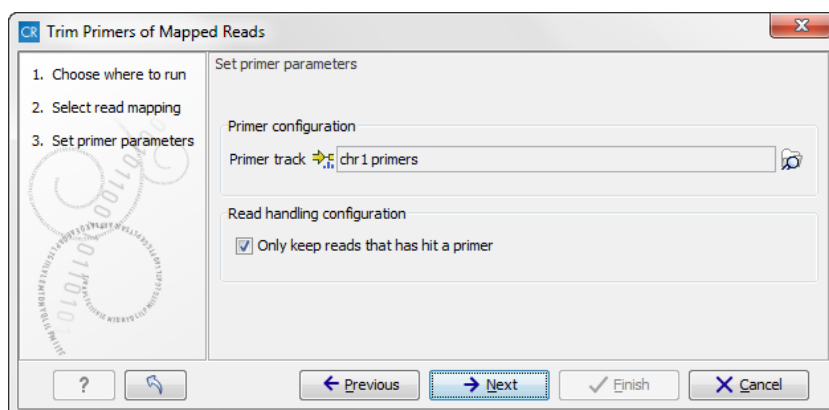 CR Trim Primers of Mapped Reads
1. Choose where to run
2. Select read mapping
3. Set primer parameters
Set primer parameters
Primer configuration
Primer track chr1 primers
Read handling configuration
Only keep reads that has hit a primer
? Previous Next Finish Cancel